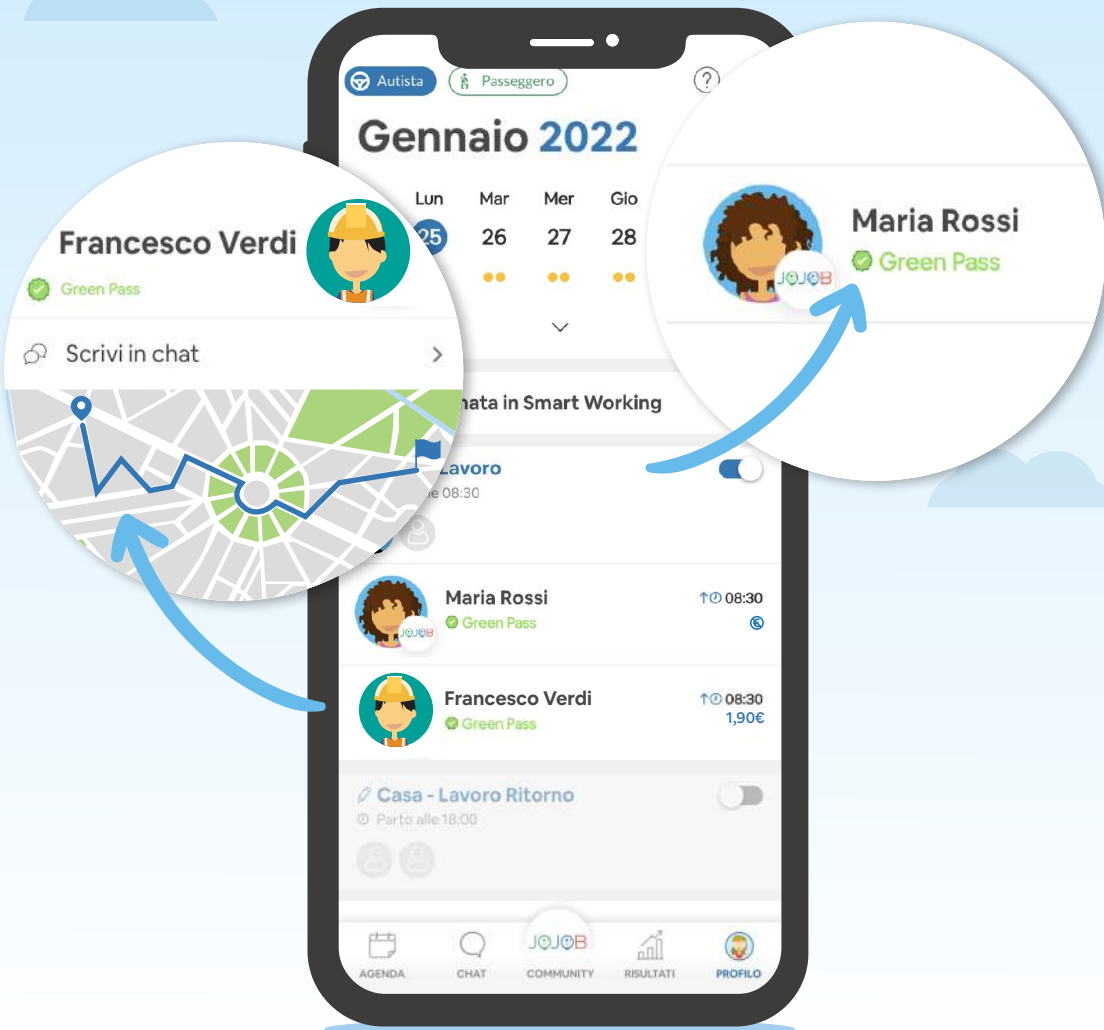 Autista
Passeggero
?
Gennaio 2022
Lun Mar Mer Gio
25 26 27 28
Francesco Verdi
Green Pass
Scrivi in chat
Maria Rossi
JOJOB
Green Pass
nata in Smart Working
Lavoro
le 08:30
Maria Rossi
08:30
JOJOB
Green Pass
Francesco Verdi
08:30
Green Pass
1,90€
Casa - Lavoro Ritorno
Parto alle 18:00
JOJOB
AGENDA CHAT COMMUNITY RISULTATI PROFILO